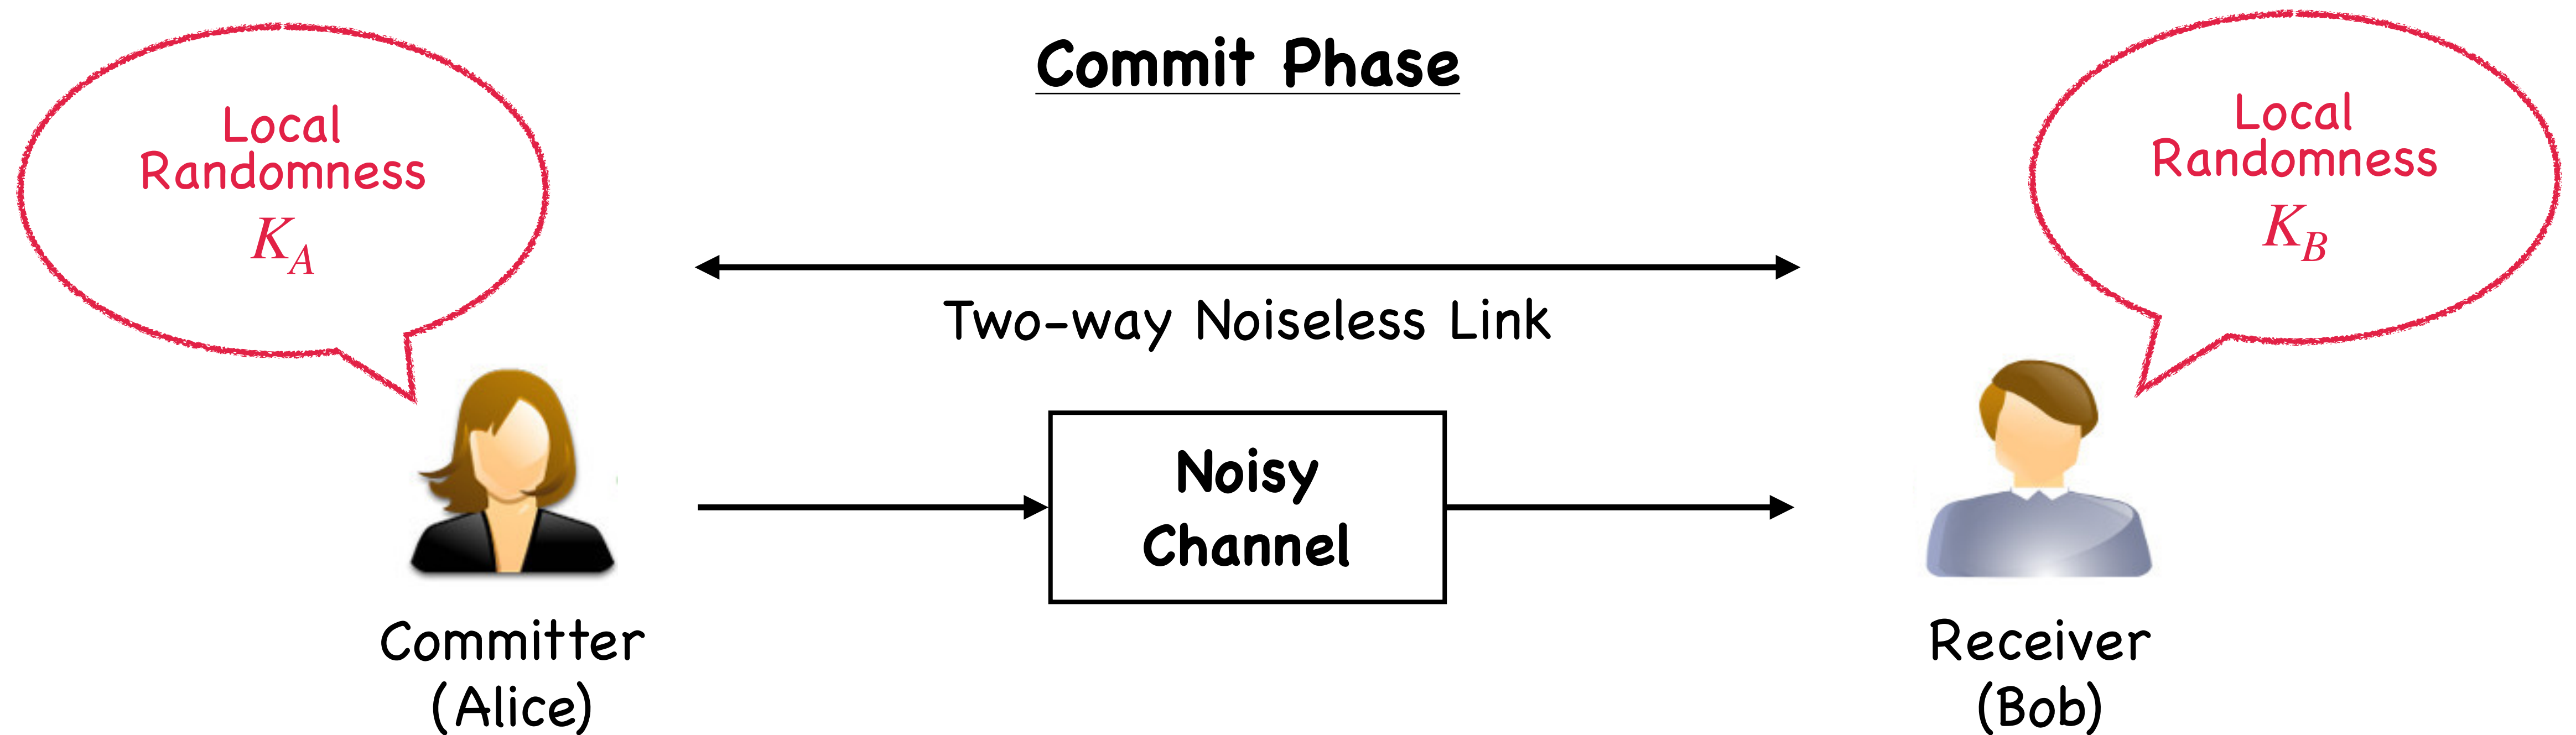 Commit Phase
Local
Randomness
K_A
Local
Randomness
K_B
Two-way Noiseless Link
Noisy
Channel
Committer
(Alice)
Receiver
(Bob)